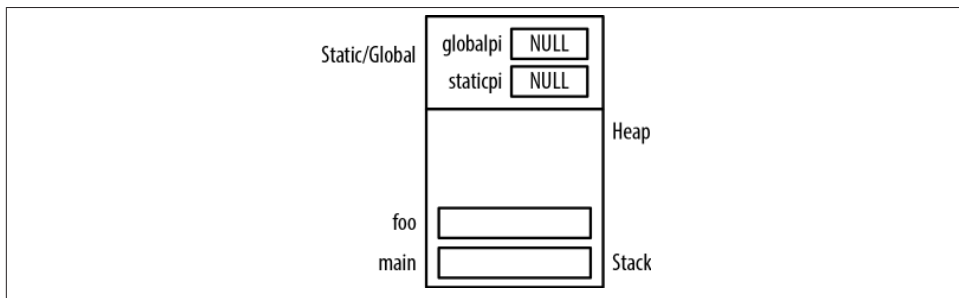 Static/Global
globalpi NULL
staticpi NULL
Heap
foo
main
Stack